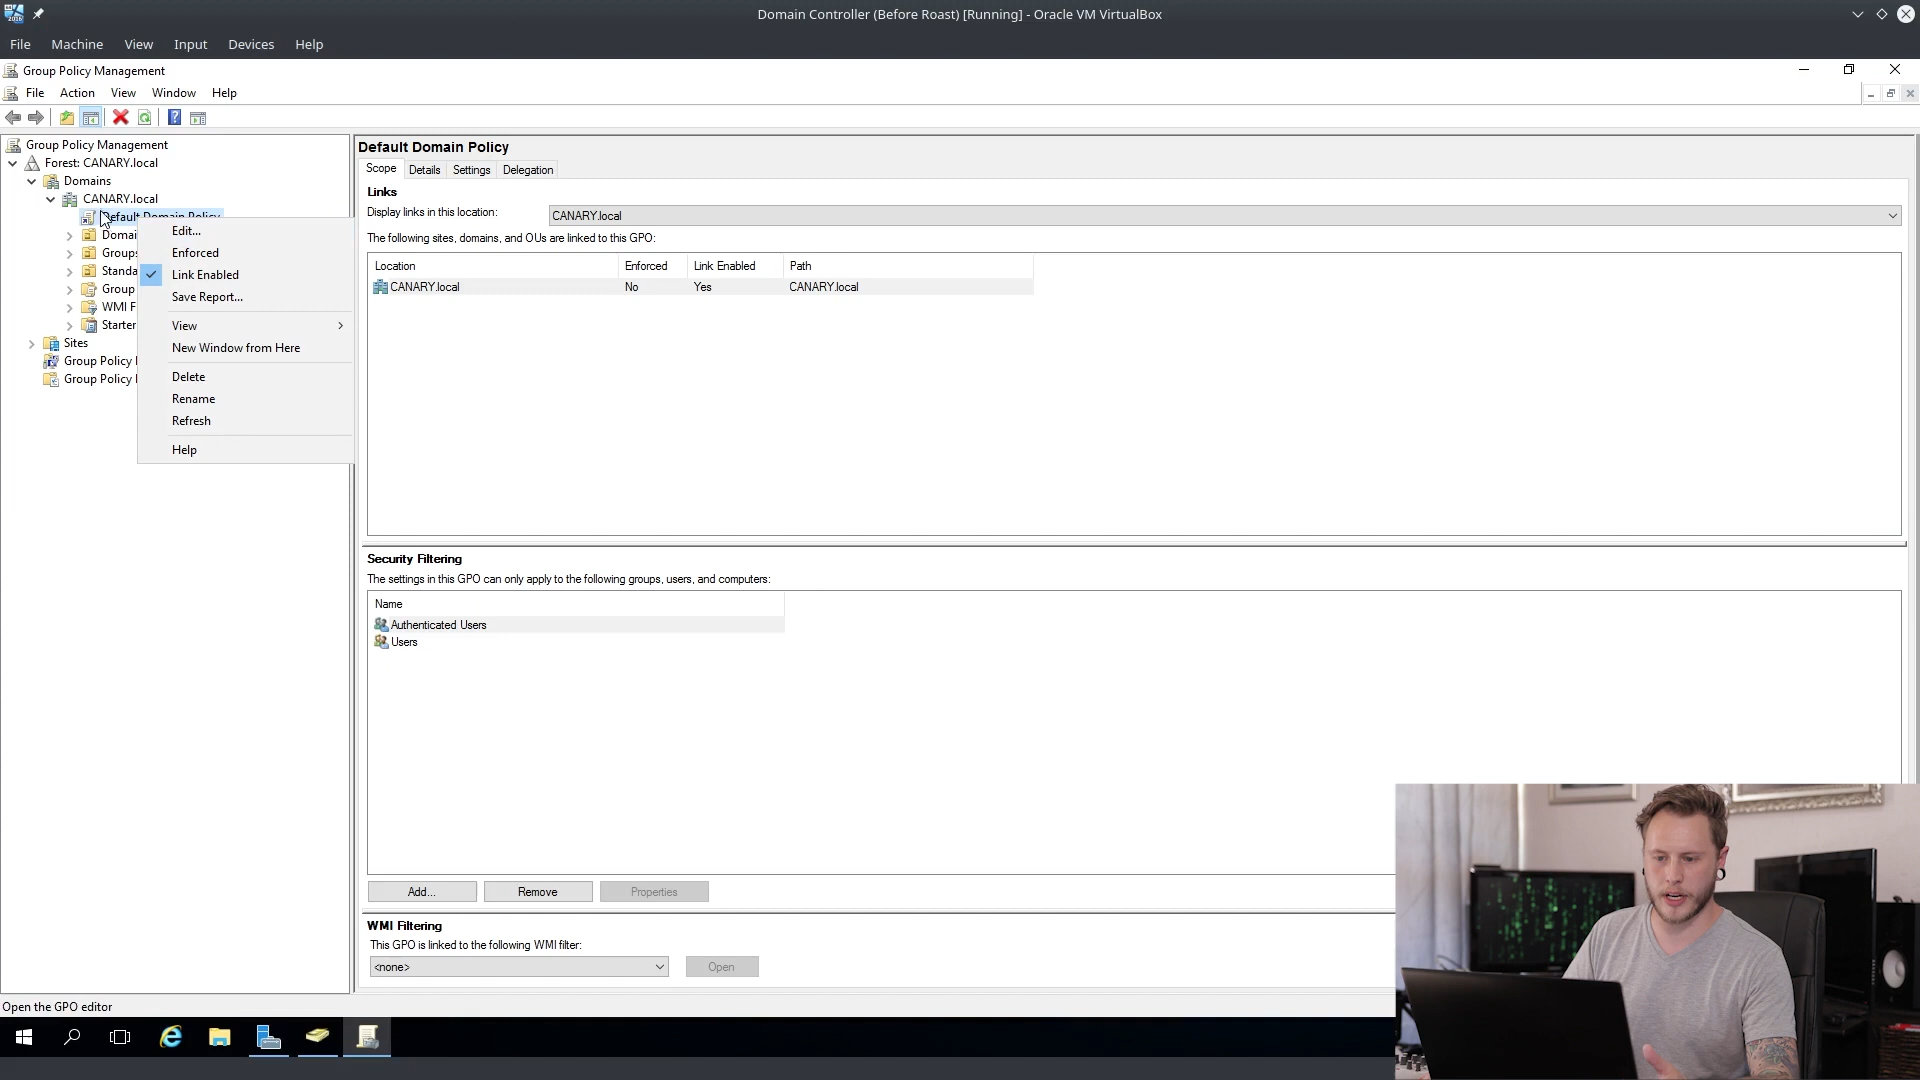 Domain Controller (Before Roast) [Running] - Oracle VM VirtualBox
File Machine View Input Devices Help
Group Policy Management
File Action View Window Help
Group Policy Management
Forest: CANARY.local
Domains
CANARY.local
Default Domain Policy
Domai
Groups
Standa
Group
WMI F
Starter
Sites
Group Policy
Group Policy
Edit...
Enforced
Link Enabled
Save Report...
View
New Window from Here
Delete
Rename
Refresh
Help
Default Domain Policy
Scope Details Settings Delegation
Links
Display links in this location: CANARY.local
The following sites, domains, and OUs are linked to this GPO:
Location Enforced Link Enabled Path
CANARY.local No Yes CANARY.local
Security Filtering
The settings in this GPO can only apply to the following groups, users, and computers:
Name
Authenticated Users
Users
Add... Remove Properties
WMI Filtering
This GPO is linked to the following WMI filter:
<none> Open
Open the GPO editor